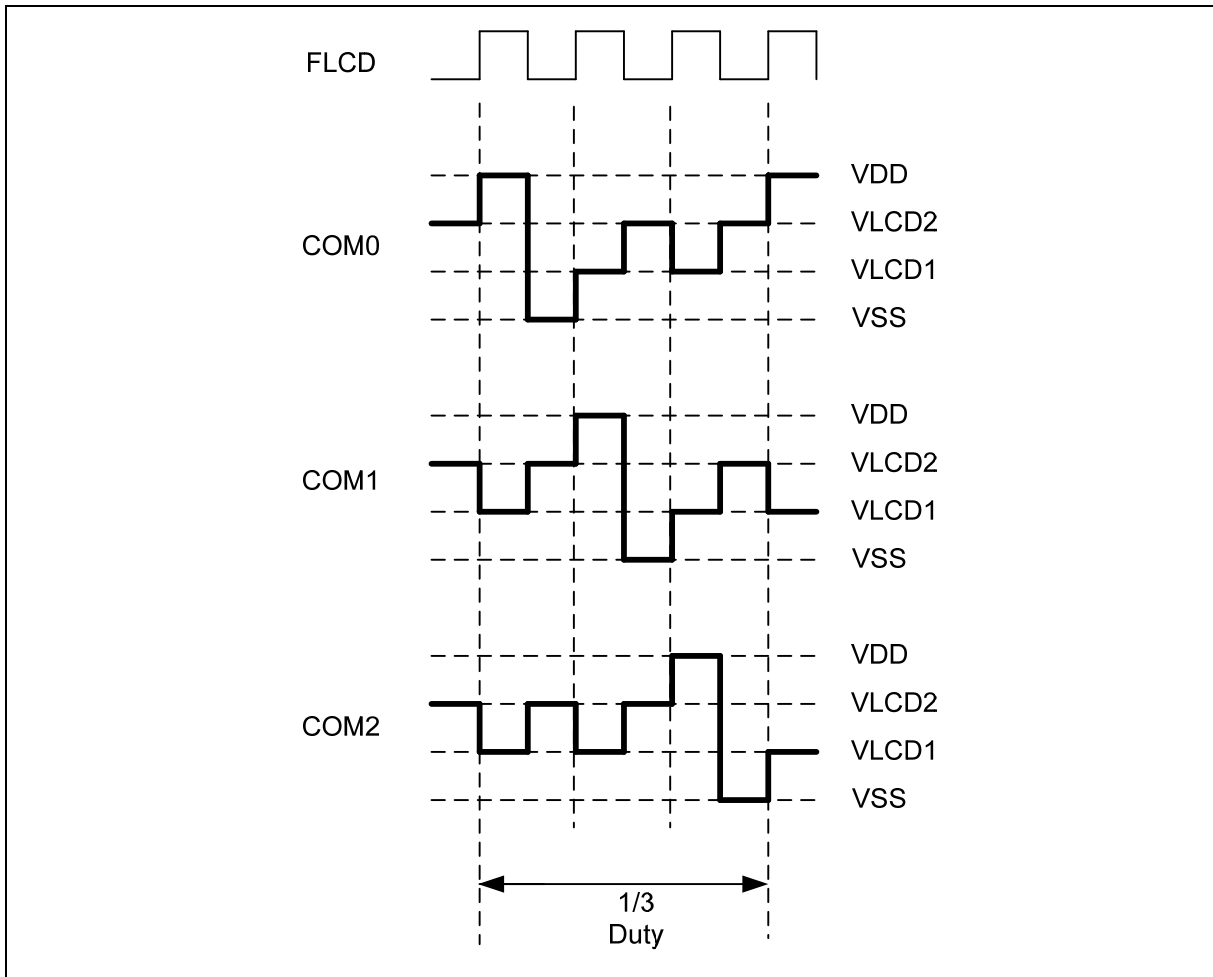 FLCD
VDD
VLCD2
COM0
VLCD1
VSS
VDD
VLCD2
COM1
VLCD1
VSS
VDD
VLCD2
COM2
VLCD1
VSS
1/3
Duty